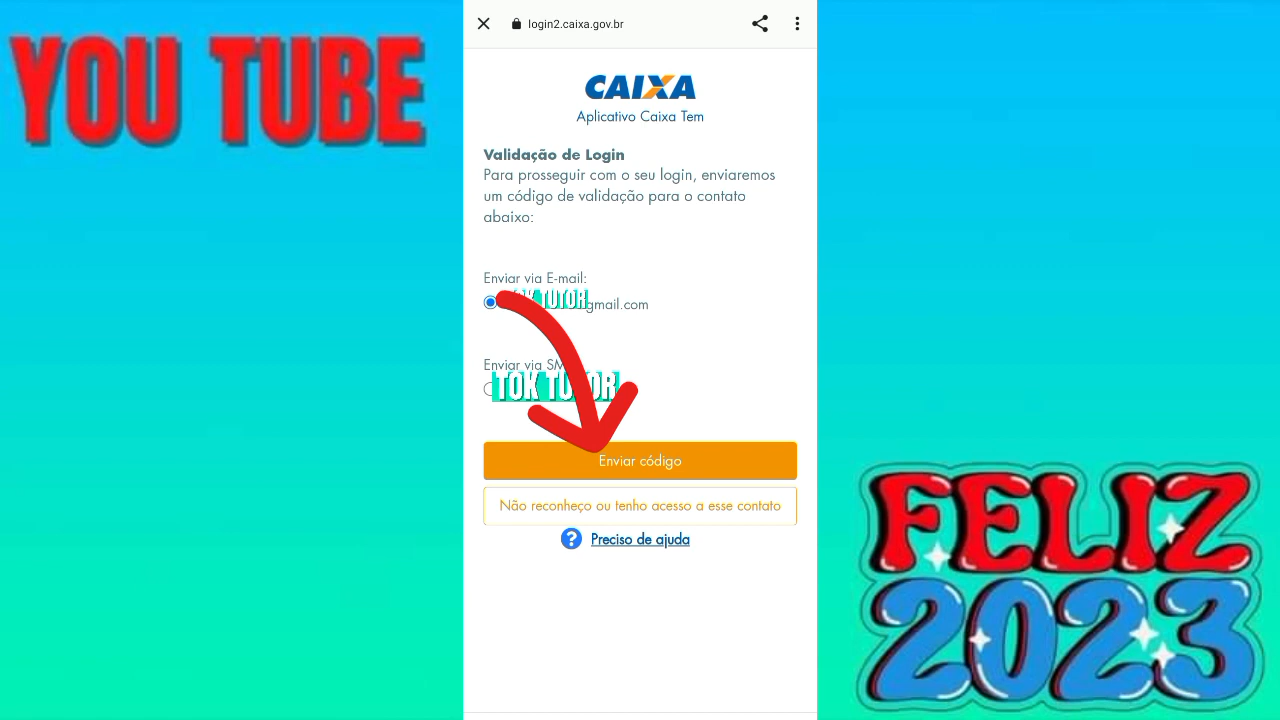 YOU TUBE
login2.caixa.gov.br
CAIXA
Aplicativo Caixa Tem
Validação de Login
Para prosseguir com o seu login, enviaremos
um código de validação para o contato
abaixo:
Enviar via E-mail:
TUTOR
gmail.com
Enviar via
TOK TUTOR
Enviar código
Não reconheço ou tenho acesso a esse contato
? Preciso de ajuda
FELIZ
2023